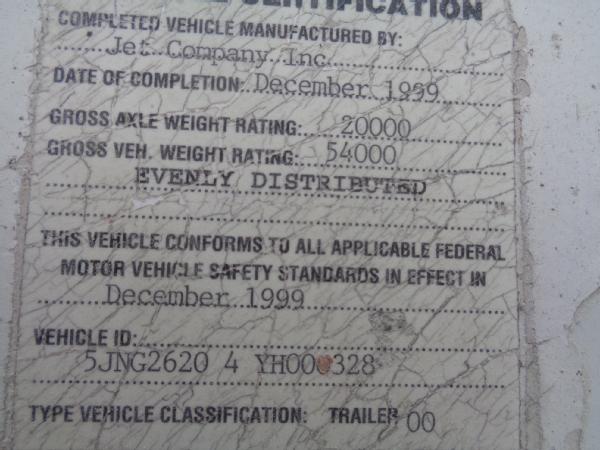 CERTIFICATION
COMPLETED VEHICLE MANUFACTURED BY:
Jet Company Inc
DATE OF COMPLETION: December 1999
GROSS AXLE WEIGHT RATING: 20000
GROSS VEH. WEIGHT RATING: 54000
EVENLY DISTRIBUTED
THIS VEHICLE CONFORMS TO ALL APPLICABLE FEDERAL
MOTOR VEHICLE SAFETY STANDARDS IN EFFECT IN
December 1999
VEHICLE ID:
5JNG2620 4
TYPE VEHICLE CLASSIFICATION: TRAILER 00